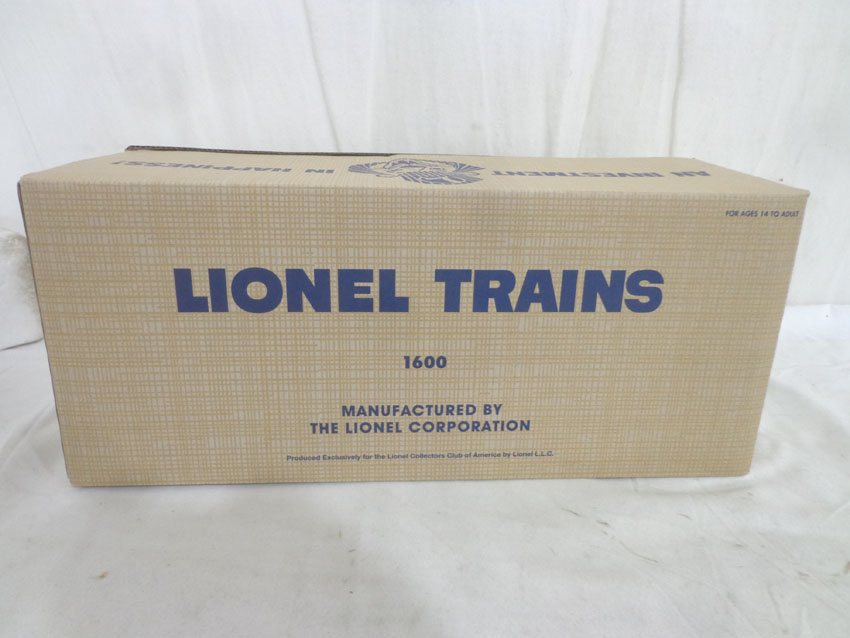 AN INVESTMENT IN HAPPINESS!
FOR AGES 14 TO ADULT
LIONEL TRAINS
1600
MANUFACTURED BY
THE LIONEL CORPORATION
Produced Exclusively for the Lionel Collectors Club of America by Lionel L.L.C.